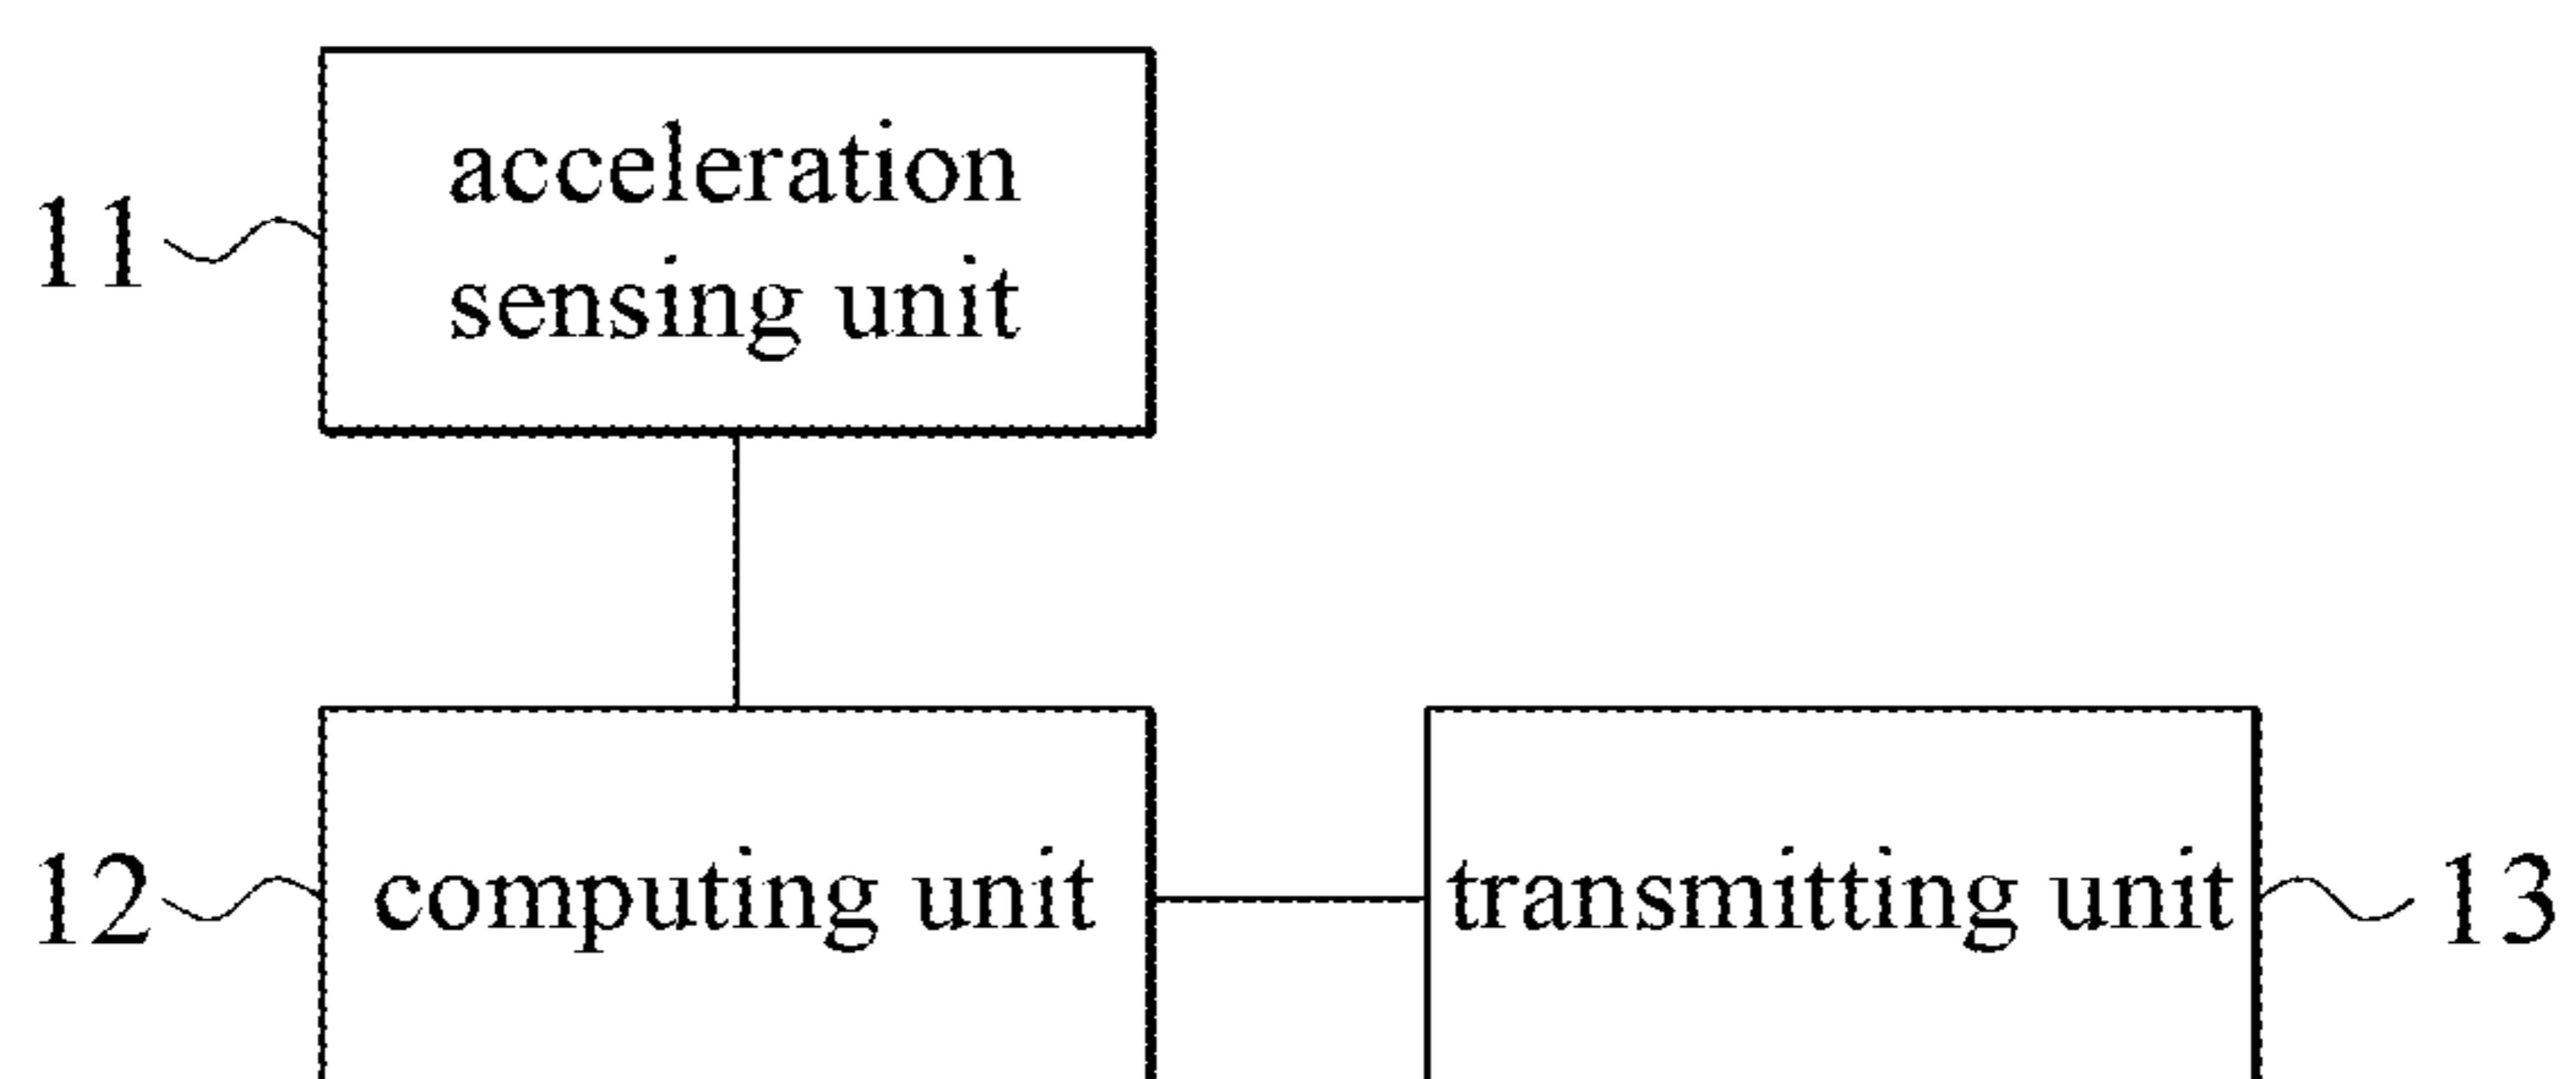 11
acceleration
sensing unit
12
computing unit
transmitting unit
13